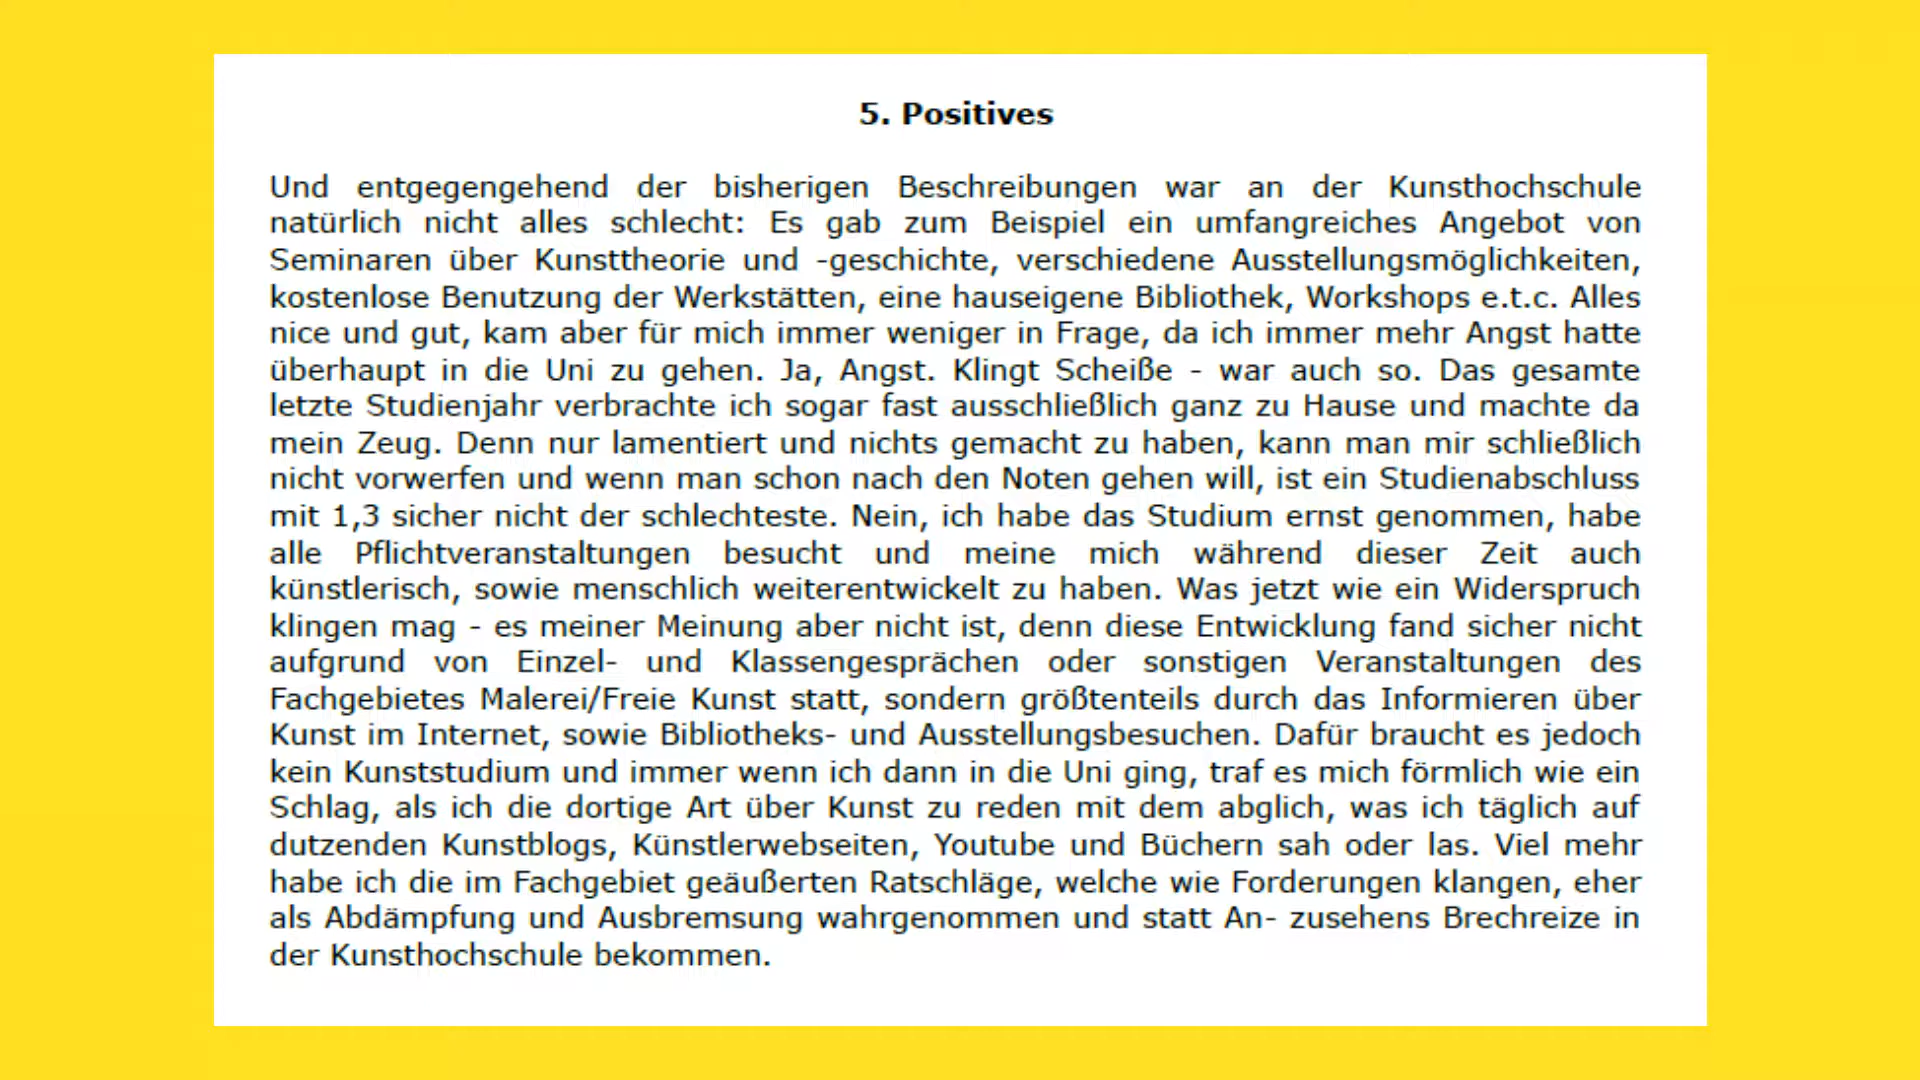 5. Positives
Und entgegengehend der bisherigen Beschreibungen war an der Kunsthochschule
natürlich nicht alles schlecht: Es gab zum Beispiel ein umfangreiches Angebot von
Seminaren über Kunsttheorie und -geschichte, verschiedene Ausstellungsmöglichkeiten,
kostenlose Benutzung der Werkstätten, eine hauseigene Bibliothek, Workshops e.t.c. Alles
nice und gut, kam aber für mich immer weniger in Frage, da ich immer mehr Angst hatte
überhaupt in die Uni zu gehen. Ja, Angst. Klingt Scheiße - war auch so. Das gesamte
letzte Studienjahr verbrachte ich sogar fast ausschließlich ganz zu Hause und machte da
mein Zeug. Denn nur lamentiert und nichts gemacht zu haben, kann man mir schließlich
nicht vorwerfen und wenn man schon nach den Noten gehen will, ist ein Studienabschluss
mit 1,3 sicher nicht der schlechteste. Nein, ich habe das Studium ernst genommen, habe
alle Pflichtveranstaltungen besucht und meine mich während dieser Zeit auch
künstlerisch, sowie menschlich weiterentwickelt zu haben. Was jetzt wie ein Widerspruch
klingen mag - es meiner Meinung aber nicht ist, denn diese Entwicklung fand sicher nicht
aufgrund von Einzel- und Klassengesprächen oder sonstigen Veranstaltungen des
Fachgebietes Malerei/Freie Kunst statt, sondern größtenteils durch das Informieren über
Kunst im Internet, sowie Bibliotheks- und Ausstellungsbesuchen. Dafür braucht es jedoch
kein Kunststudium und immer wenn ich dann in die Uni ging, traf es mich förmlich wie ein
Schlag, als ich die dortige Art über Kunst zu reden mit dem abglich, was ich täglich auf
dutzenden Kunstblogs, Künstlerwebseiten, Youtube und Büchern sah oder las. Viel mehr
habe ich die im Fachgebiet geäußerten Ratschläge, welche wie Forderungen klangen, eher
als Abdämpfung und Ausbremsung wahrgenommen und statt An- zusehens Brechreize in
der Kunsthochschule bekommen.